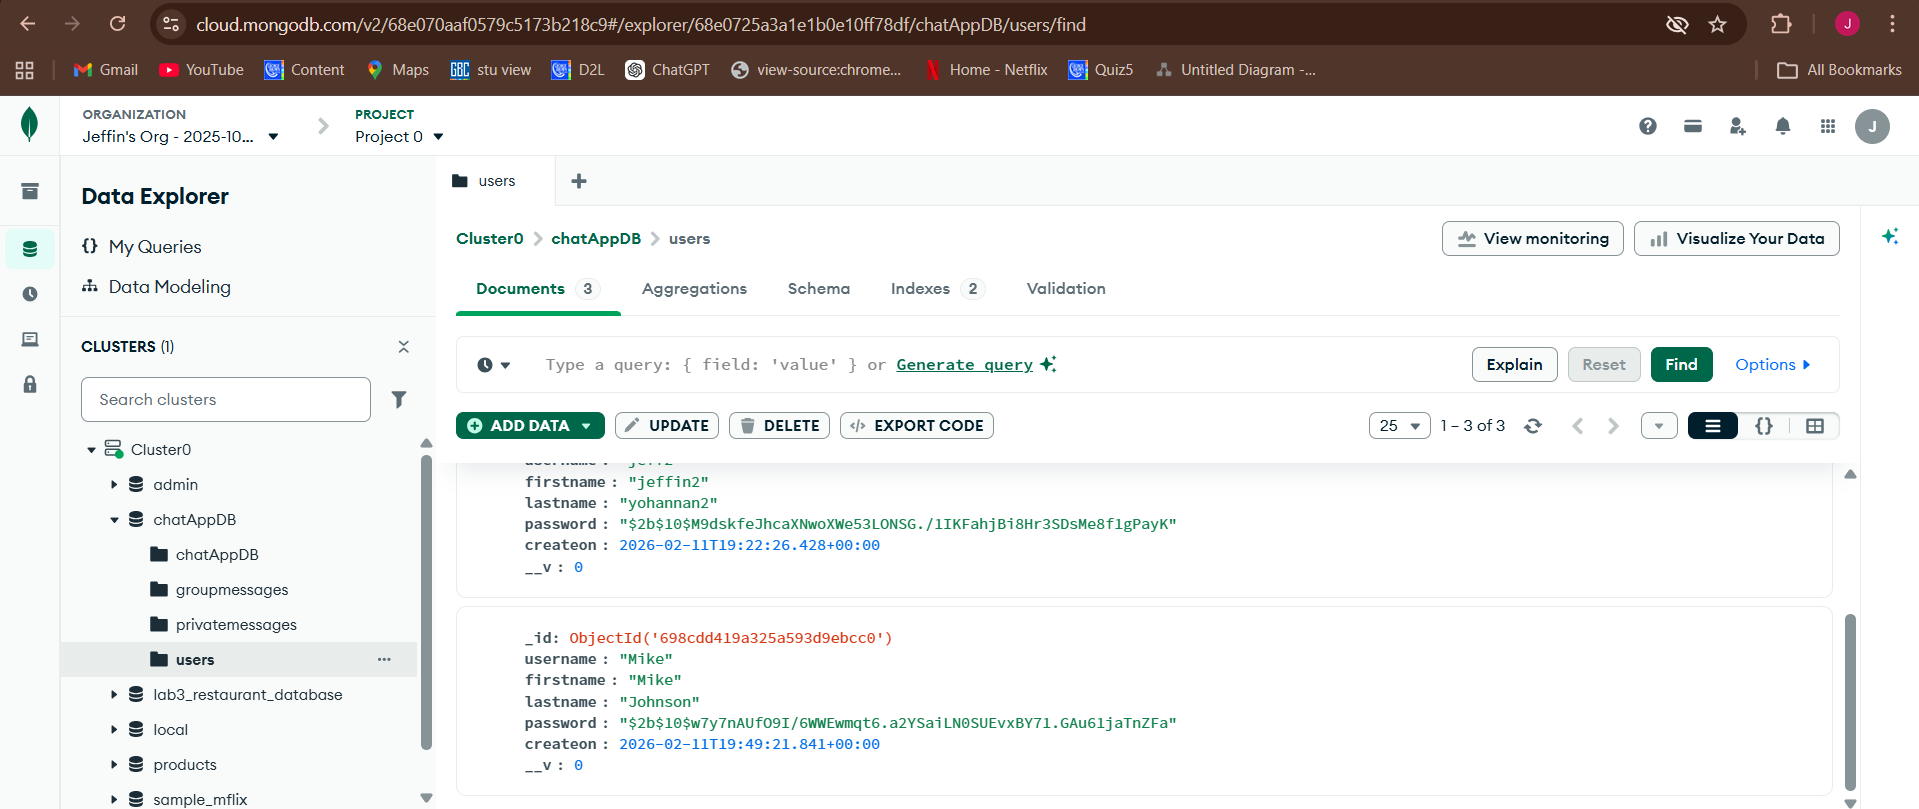 cloud.mongodb.com/v2/68e070aaf0579c5173b218c9#/explorer/68e0725a3a1e1b0e10ff78df/chatAppDB/users/find
J
Gmail YouTube Content Maps GBC stu view D2L ChatGPT view-source:chrome... Home - Netflix Quiz5 Untitled Diagram -... All Bookmarks
ORGANIZATION
Jeffin's Org - 2025-10...
PROJECT
Project 0
J
Data Explorer
My Queries
Data Modeling
CLUSTERS (1)
Search clusters
Cluster0
admin
chatAppDB
chatAppDB
groupmessages
privatemessages
users
lab3_restaurant_database
local
products
sample_mflix
users
Cluster0 > chatAppDB > users
View monitoring Visualize Your Data
Documents 3 Aggregations Schema Indexes 2 Validation
Type a query: { field: 'value' } or Generate query
Explain Reset Find Options
ADD DATA UPDATE DELETE EXPORT CODE
25 1 – 3 of 3 {}
username : "jeff2"
firstname : "jeffin2"
lastname : "yohannan2"
password : "$2b$10$M9dskfeJhcaXNwoXWe53LONSG./1IKFahjBi8Hr3SDsMe8f1gPayK"
createon : 2026-02-11T19:22:26.428+00:00
__v : 0
_id: ObjectId('698cdd419a325a593d9ebcc0')
username : "Mike"
firstname : "Mike"
lastname : "Johnson"
password : "$2b$10$w7y7nAUfO9I/6WWEwmqt6.a2YSaiLN0SUEvxBY71.GAu61jaTnZFa"
createon : 2026-02-11T19:49:21.841+00:00
__v : 0